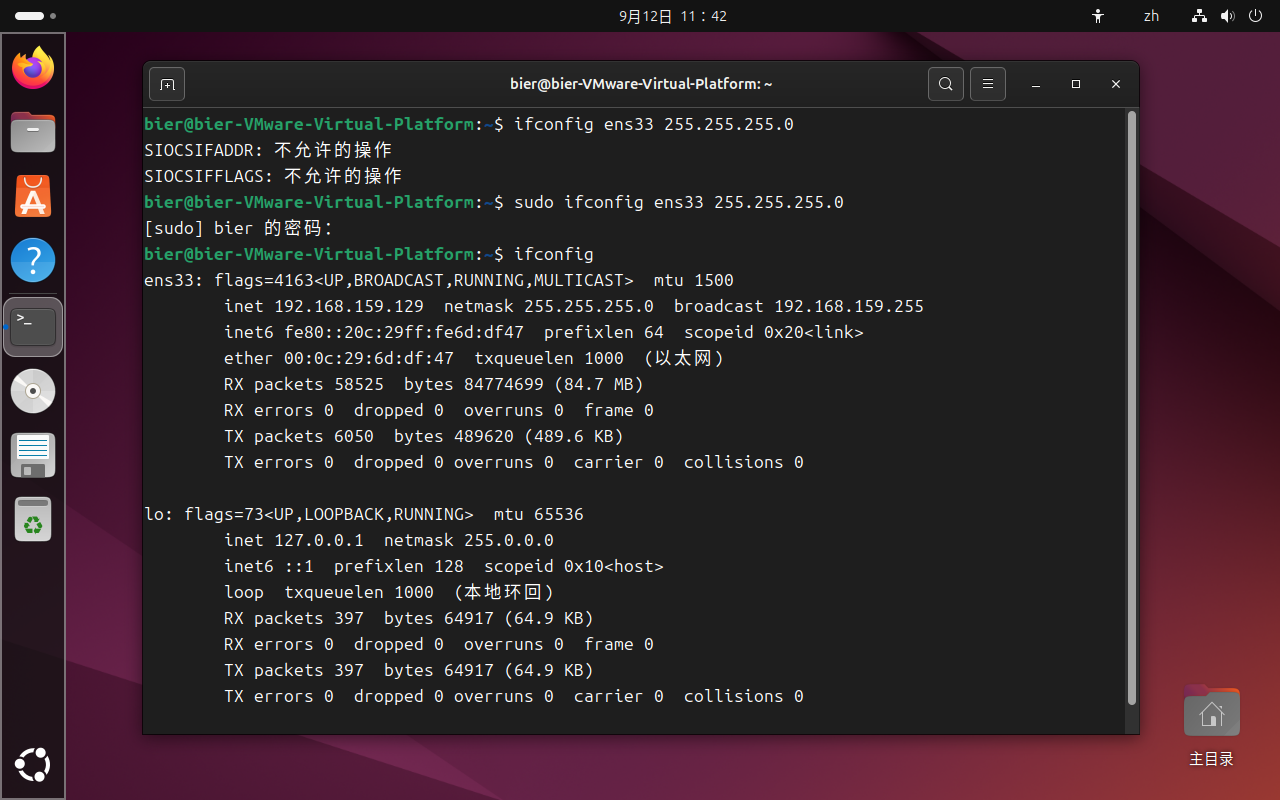 9月12日 11：42
zh
bier@bier-VMware-Virtual-Platform: ~
bier@bier-VMware-Virtual-Platform:~$ ifconfig ens33 255.255.255.0
SIOCSIFADDR: 不允许的操作
SIOCSIFFLAGS: 不允许的操作
bier@bier-VMware-Virtual-Platform:~$ sudo ifconfig ens33 255.255.255.0
[sudo] bier 的密码：
bier@bier-VMware-Virtual-Platform:~$ ifconfig
ens33: flags=4163<UP,BROADCAST,RUNNING,MULTICAST>  mtu 1500
        inet 192.168.159.129  netmask 255.255.255.0  broadcast 192.168.159.255
        inet6 fe80::20c:29ff:fe6d:df47  prefixlen 64  scopeid 0x20<link>
        ether 00:0c:29:6d:df:47  txqueuelen 1000  (以太网)
        RX packets 58525  bytes 84774699 (84.7 MB)
        RX errors 0  dropped 0  overruns 0  frame 0
        TX packets 6050  bytes 489620 (489.6 KB)
        TX errors 0  dropped 0 overruns 0  carrier 0  collisions 0

lo: flags=73<UP,LOOPBACK,RUNNING>  mtu 65536
        inet 127.0.0.1  netmask 255.0.0.0
        inet6 ::1  prefixlen 128  scopeid 0x10<host>
        loop  txqueuelen 1000  (本地环回)
        RX packets 397  bytes 64917 (64.9 KB)
        RX errors 0  dropped 0  overruns 0  frame 0
        TX packets 397  bytes 64917 (64.9 KB)
        TX errors 0  dropped 0 overruns 0  carrier 0  collisions 0
主目录